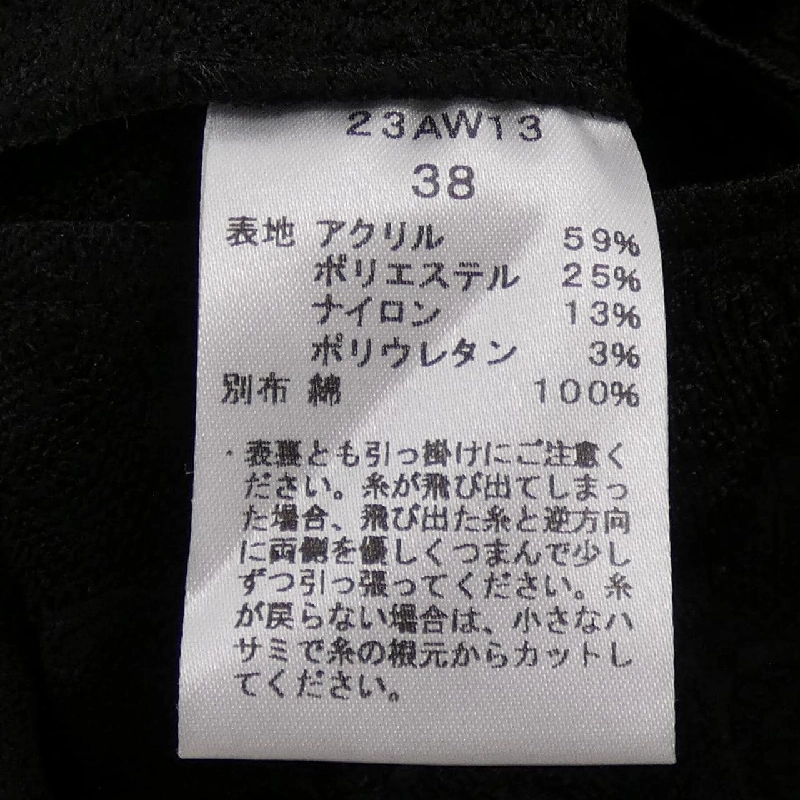 23AW13
38
表地 アクリル 59%
ポリエステル 25%
ナイロン 13%
ポリウレタン 3%
別布 綿 100%
・表裏とも引っ掛けにご注意く
ださい。糸が飛び出てしまっ
た場合、飛び出た糸と逆方向
に両側を優しくつまんで少し
ずつ引っ張ってください。糸
が戻らない場合は、小さなハ
サミで糸の根元からカットし
てください。